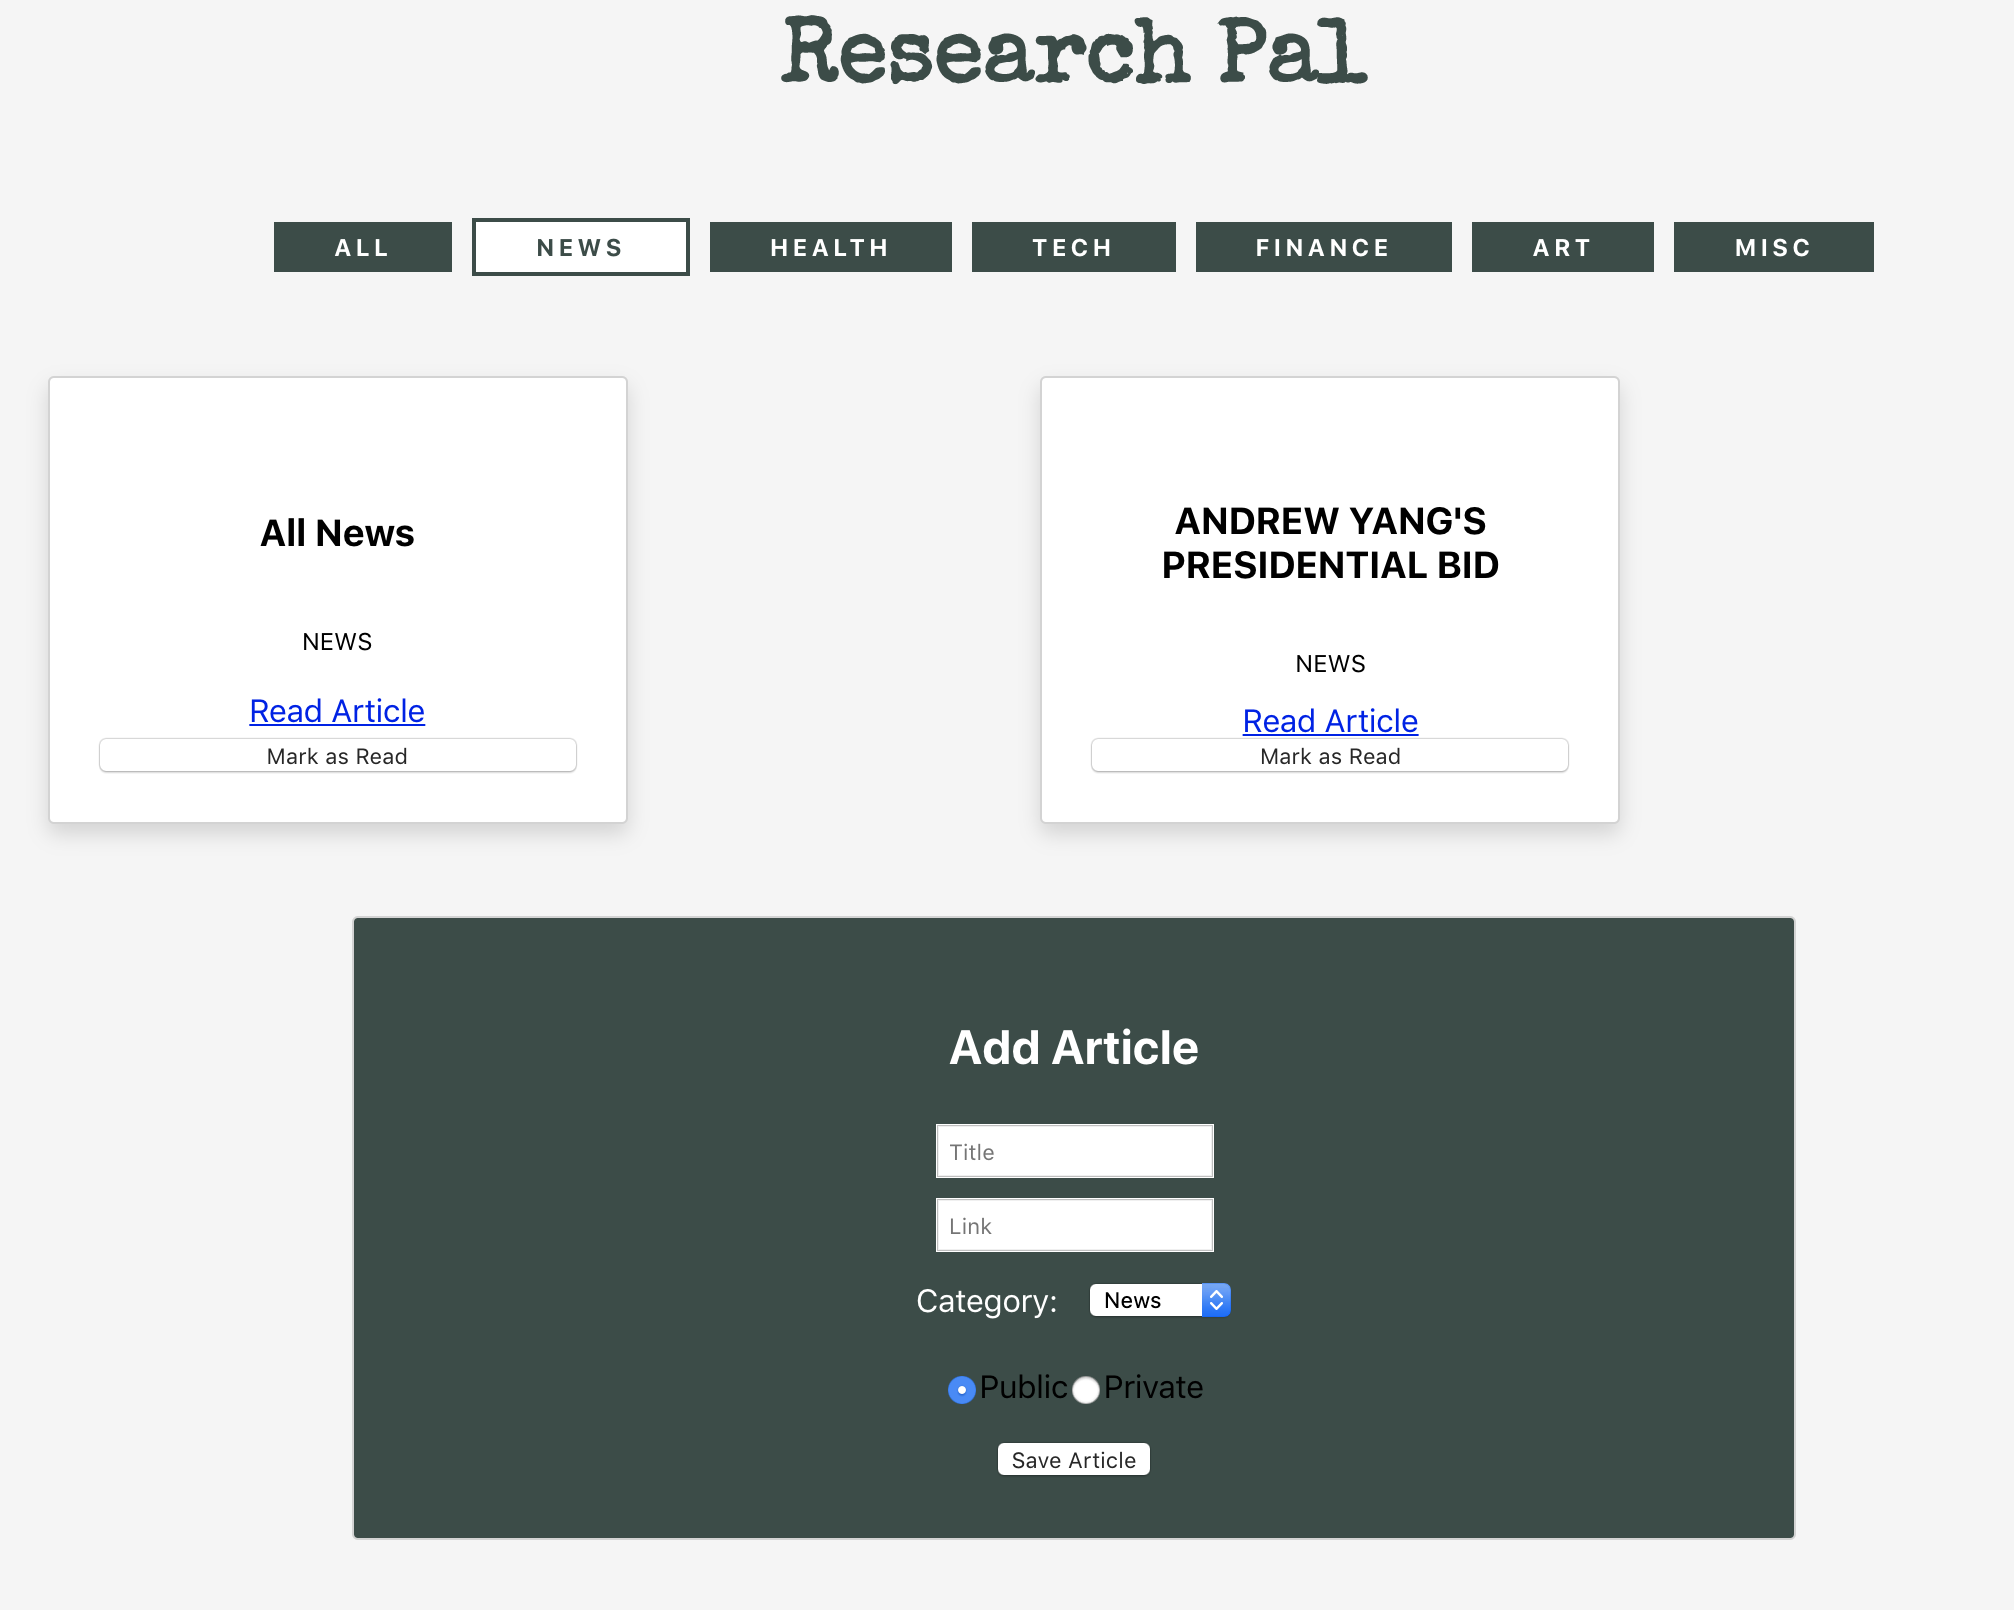 Research Pal
ALL NEWS HEALTH TECH FINANCE ART MISC
All News
NEWS
Read Article
Mark as Read
ANDREW YANG'S
PRESIDENTIAL BID
NEWS
Read Article
Mark as Read
Add Article
Title
Link
Category: News
Public Private
Save Article